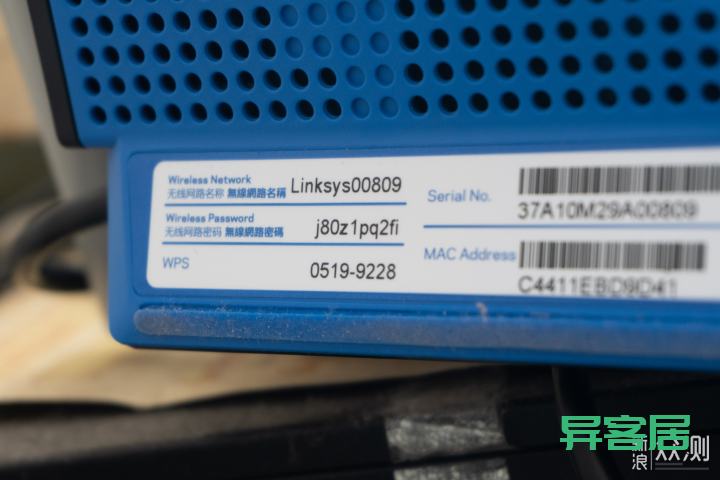 Wireless Network
无线网路名称 無線網路名稱 Linksys00809
Wireless Password
无线网路密码 無線網路密碼 j80z1pq2fi
WPS 0519-9228
Serial No.
37A10M29A00809
MAC Address
C4411EBD9D41
异客居
浪 众测